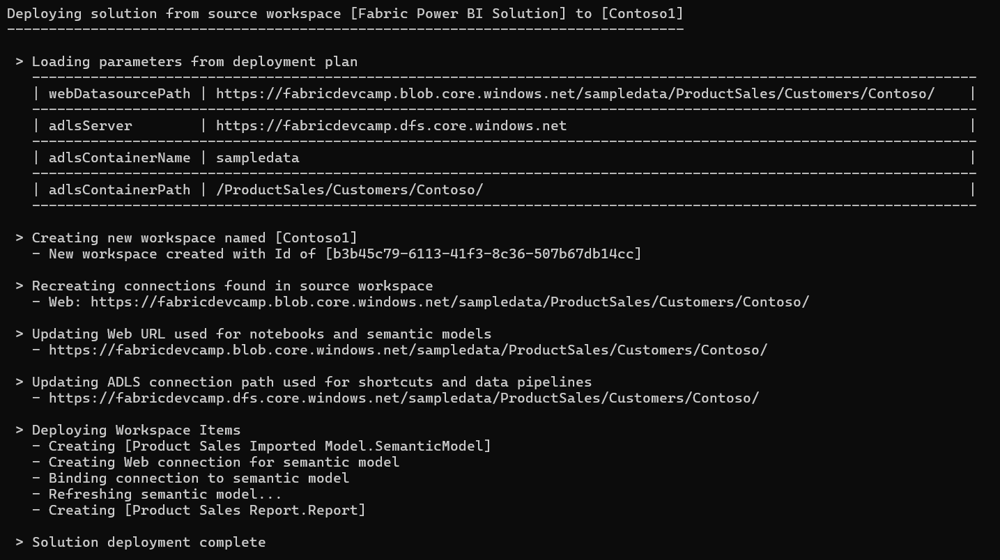 Deploying solution from source workspace [Fabric Power BI Solution] to [Contoso1]
---------------------------------------------------------------------------------
> Loading parameters from deployment plan
-----------------------------------------------------------------------------------------------------------------
| webDatasourcePath | https://fabricdevcamp.blob.core.windows.net/sampledata/ProductSales/Customers/Contoso/    |
-----------------------------------------------------------------------------------------------------------------
| adlsServer        | https://fabricdevcamp.dfs.core.windows.net                                                |
-----------------------------------------------------------------------------------------------------------------
| adlsContainerName | sampledata                                                                                |
-----------------------------------------------------------------------------------------------------------------
| adlsContainerPath | /ProductSales/Customers/Contoso/                                                          |
-----------------------------------------------------------------------------------------------------------------
> Creating new workspace named [Contoso1]
- New workspace created with Id of [b3b45c79-6113-41f3-8c36-507b67db14cc]
> Recreating connections found in source workspace
- Web: https://fabricdevcamp.blob.core.windows.net/sampledata/ProductSales/Customers/Contoso/
> Updating Web URL used for notebooks and semantic models
- https://fabricdevcamp.blob.core.windows.net/sampledata/ProductSales/Customers/Contoso/
> Updating ADLS connection path used for shortcuts and data pipelines
- https://fabricdevcamp.dfs.core.windows.net/sampledata/ProductSales/Customers/Contoso/
> Deploying Workspace Items
- Creating [Product Sales Imported Model.SemanticModel]
- Creating Web connection for semantic model
- Binding connection to semantic model
- Refreshing semantic model...
- Creating [Product Sales Report.Report]
> Solution deployment complete